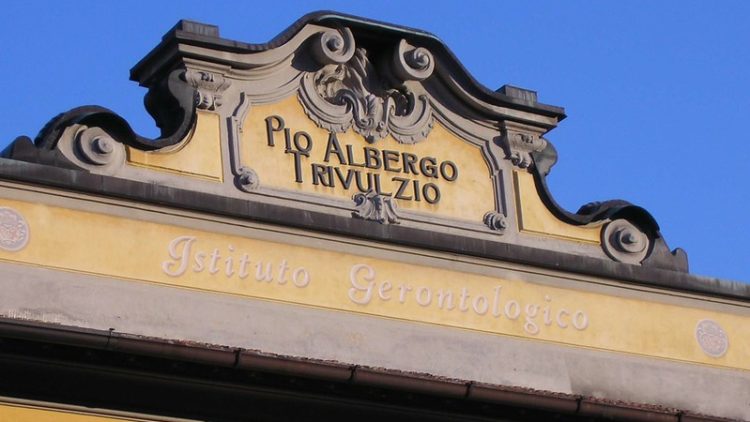 Pio Albergo
Trivulzio
Istituto Gerontologico